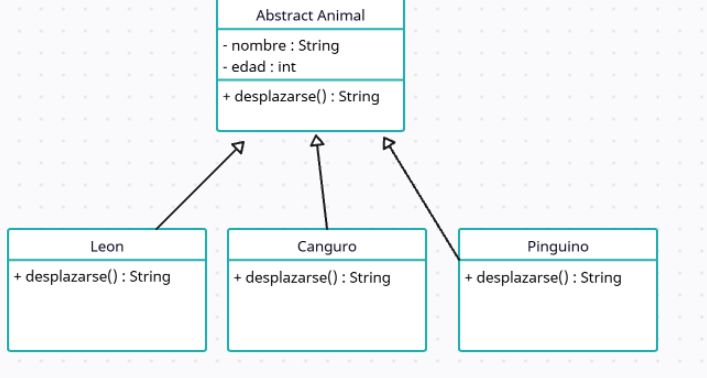 Abstract Animal
- nombre : String
- edad : int
+ desplazarse() : String
Leon
+ desplazarse() : String
Canguro
+ desplazarse() : String
Pinguino
+ desplazarse() : String